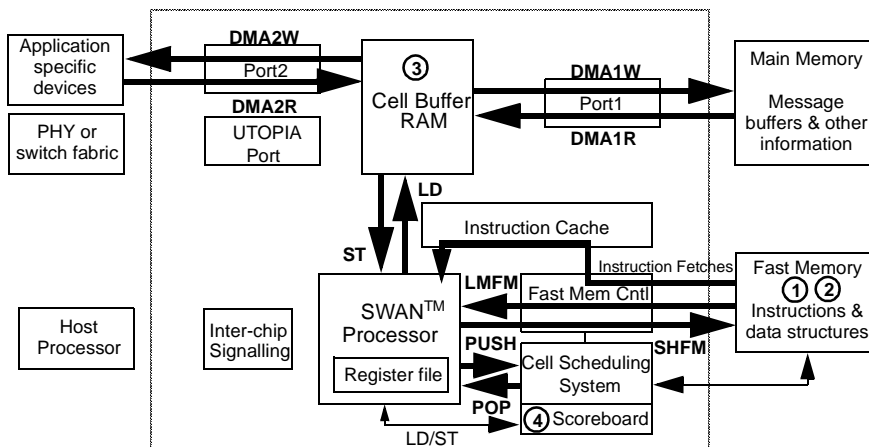 Application
specific
devices
PHY or
switch fabric
Host
Processor
DMA2W
Port2
DMA2R
UTOPIA
Port
Inter-chip
Signalling
3
Cell Buffer
RAM
DMA1W
Port1
DMA1R
Main Memory
Message
buffers & other
information
LD
ST
Instruction Cache
Instruction Fetches
LMFM
Fast Mem Cntl
Fast Memory
1 2
Instructions &
data structures
SWAN™
Processor
Register file
PUSH
POP
Cell Scheduling
System
SHFM
4 Scoreboard
LD/ST